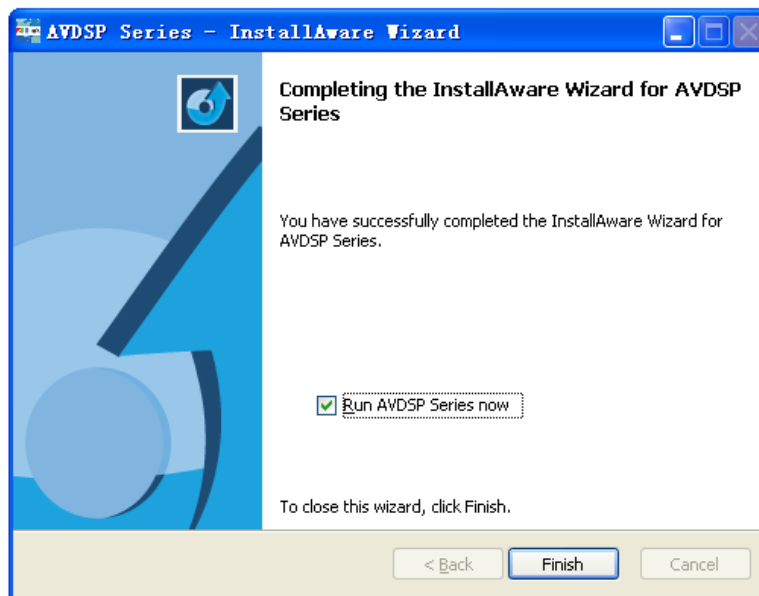 AVDSP Series - InstallAware Wizard
Completing the InstallAware Wizard for AVDSP
Series
You have successfully completed the InstallAware Wizard for
AVDSP Series.
Run AVDSP Series now
To close this wizard, click Finish.
< Back
Finish
Cancel